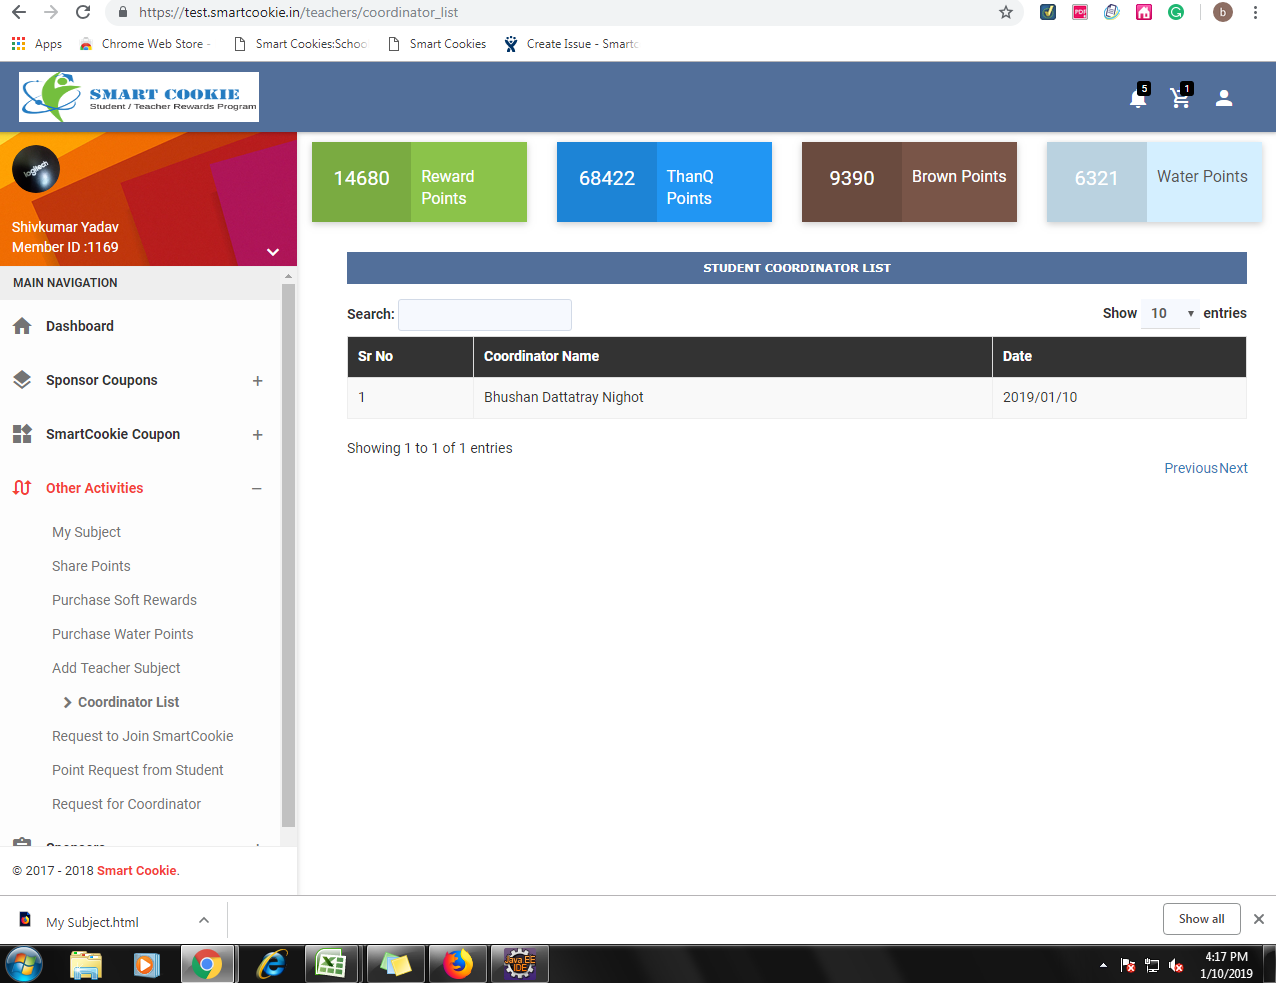 https://test.smartcookie.in/teachers/coordinator_list
b
Apps
Chrome Web Store -
Smart Cookies:Schoo
Smart Cookies
Create Issue - Smartc
SMART COOKIE
Student / Teacher Rewards Program
5
1
logitech
Shivkumar Yadav
Member ID :1169
14680
Reward
Points
68422
ThanQ
Points
9390
Brown Points
6321
Water Points
MAIN NAVIGATION
Dashboard
Sponsor Coupons
SmartCookie Coupon
Other Activities
My Subject
Share Points
Purchase Soft Rewards
Purchase Water Points
Add Teacher Subject
Coordinator List
Request to Join SmartCookie
Point Request from Student
Request for Coordinator
© 2017 - 2018 Smart Cookie.
STUDENT COORDINATOR LIST
Search:
Show 10 entries
Sr No Coordinator Name Date
1 Bhushan Dattatray Nighot 2019/01/10
Showing 1 to 1 of 1 entries
PreviousNext
My Subject.html
Show all
Java EE
IDE
4:17 PM
1/10/2019